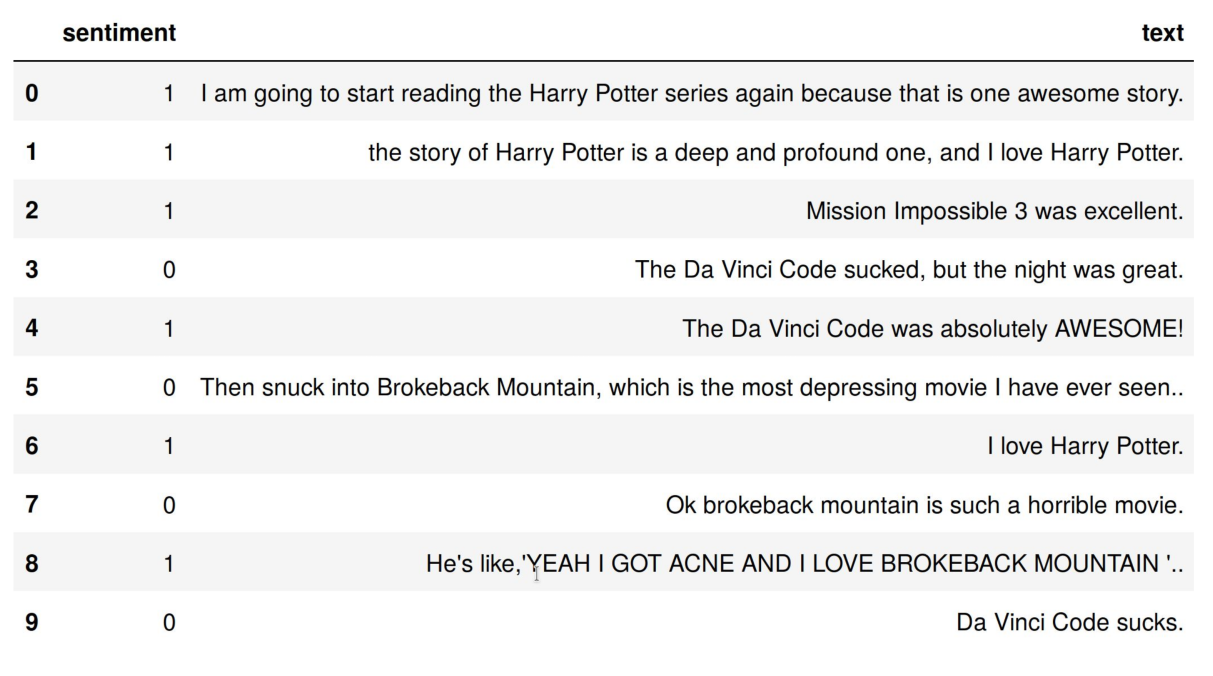 sentiment text
0 1 I am going to start reading the Harry Potter series again because that is one awesome story.
1 1 the story of Harry Potter is a deep and profound one, and I love Harry Potter.
2 1 Mission Impossible 3 was excellent.
3 0 The Da Vinci Code sucked, but the night was great.
4 1 The Da Vinci Code was absolutely AWESOME!
5 0 Then snuck into Brokeback Mountain, which is the most depressing movie I have ever seen..
6 1 I love Harry Potter.
7 0 Ok brokeback mountain is such a horrible movie.
8 1 He's like,'YEAH I GOT ACNE AND I LOVE BROKEBACK MOUNTAIN '..
9 0 Da Vinci Code sucks.